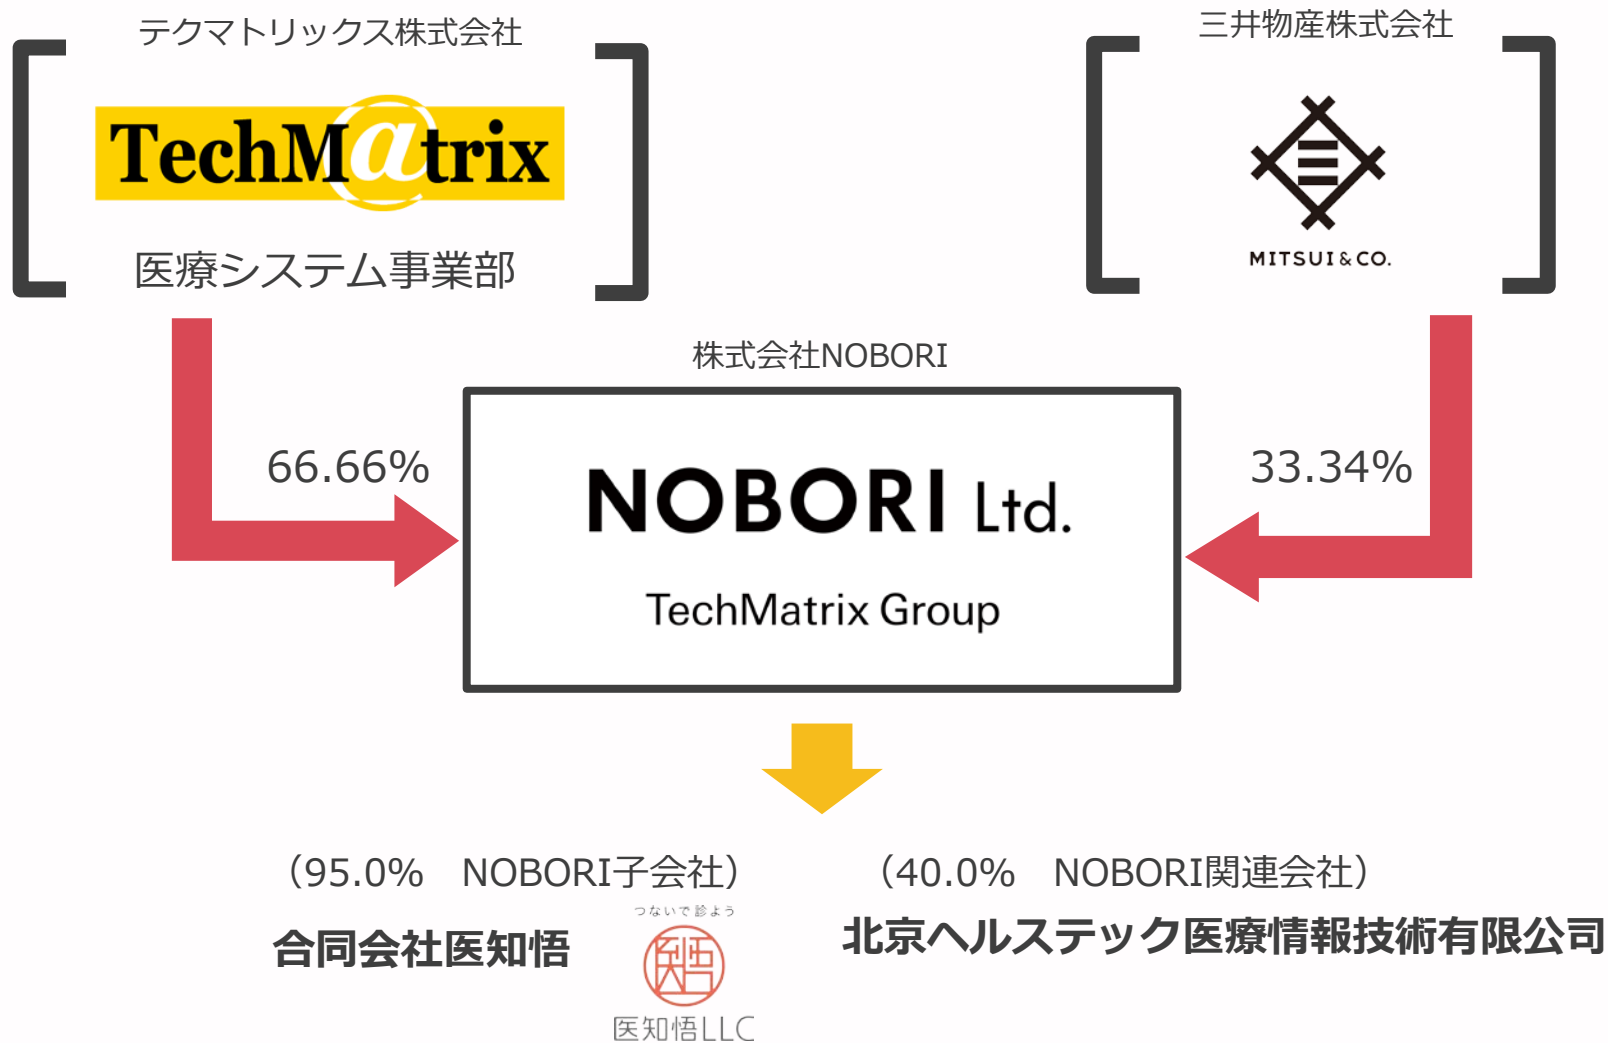 テクマトリックス株式会社
TechM@trix
医療システム事業部
三井物産株式会社
MITSUI & CO.
株式会社NOBORI
66.66%
33.34%
NOBORI Ltd.
TechMatrix Group
（95.0%　NOBORI子会社）
合同会社医知悟
つないで診よう
医知悟LLC
（40.0%　NOBORI関連会社）
北京ヘルステック医療情報技術有限公司